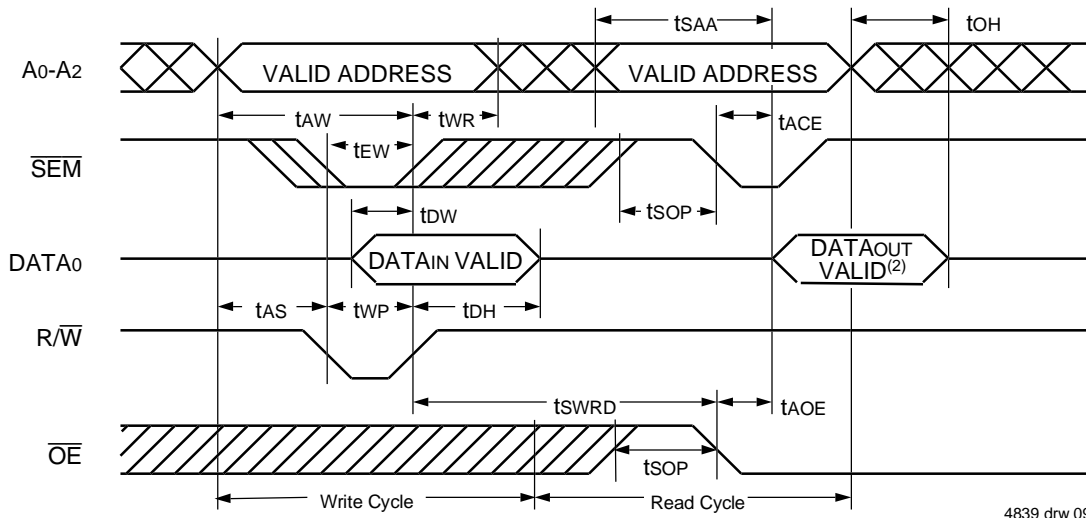 tSAA
tOH
A0-A2
VALID ADDRESS
VALID ADDRESS
tAW
tWR
tACE
tEW
SEM
tSOP
tDW
DATA0
DATAIN VALID
DATAOUT
VALID(2)
tAS
tWP
tDH
R/W
tSWRD
tAOE
OE
tSOP
Write Cycle
Read Cycle
4839 drw 09